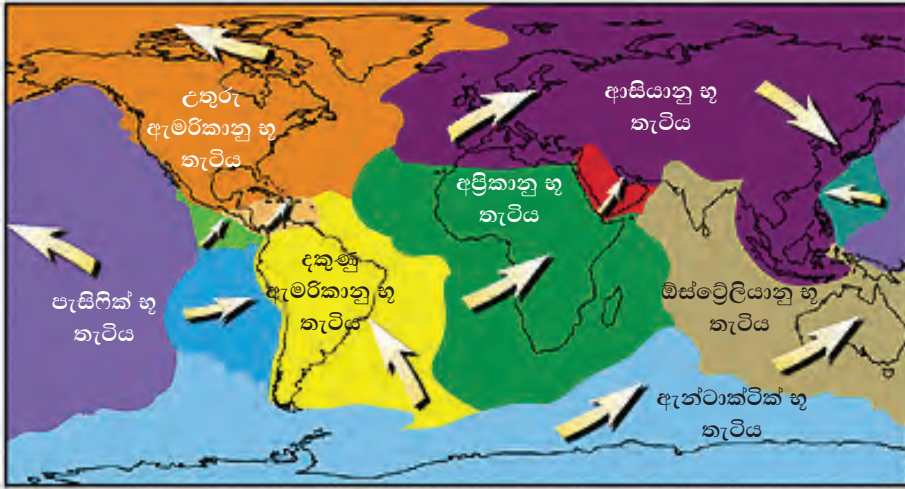 උතුරු
ඇමරිකානු භූ
තැටිය
ආසියානු භූ
තැටිය
අප්‍රිකානු භූ
තැටිය
දකුණු
ඇමරිකානු භූ
තැටිය
පැසිෆික් භූ
තැටිය
ඕස්ට්‍රේලියානු භූ
තැටිය
ඇන්ටාක්ටික් භූ
තැටිය